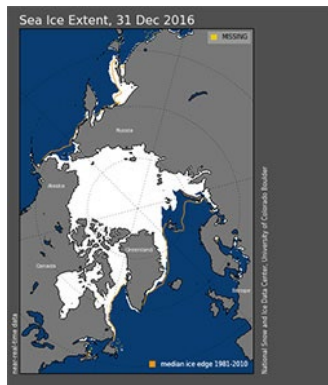 Sea Ice Extent, 31 Dec 2016
MISSING
Russia
Alaska
Greenland
Canada
Europe
near-real-time data
median ice edge 1981-2010
National Snow and Ice Data Center, University of Colorado Boulder